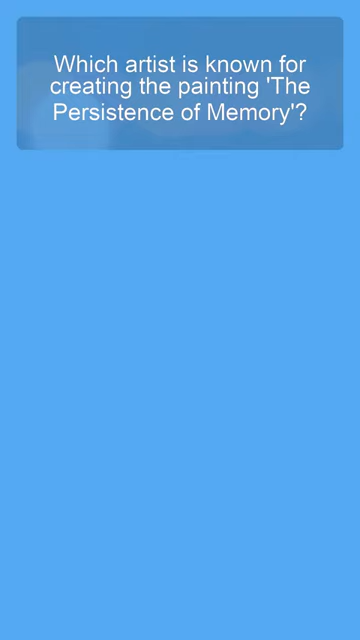 Which artist is known for
creating the painting 'The
Persistence of Memory'?